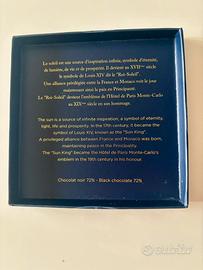 Le soleil est une source d'inspiration infinie, symbole d'éternité,
de lumière, de vie et de prospérité. Il devient au XVIIème siècle
le symbole de Louis XIV dit le "Roi-Soleil".
Une alliance privilégiée entre la France et Monaco voit le jour
maintenant la paix en Principauté.
Le "Roi-Soleil" devient l'emblème de l'Hôtel de Paris Monte-Carlo
au XIXème siècle en son hommage.
The sun is a source of infinite inspiration, a symbol of eternity,
light, life and prosperity. In the 17th century, it became the
symbol of Louis XIV, known as the "Sun King".
A privileged alliance between France and Monaco was born,
maintaining peace in the Principality.
The "Sun King" became the Hôtel de Paris Monte-Carlo's
emblem in the 19th century in his honour.
Chocolat noir 72% - Black chocolate 72%
subito